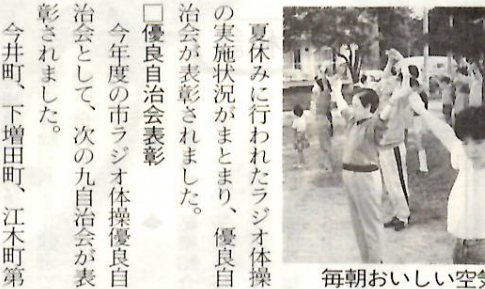 夏休みに行われたラジオ体操
の実施状況がまとまり、優良自
治会が表彰されました。
□優良自治会表彰
今年度の市ラジオ体操優良自
治会として、次の九自治会が表
彰されました。
今井町、下増田町、江木町第
毎朝おいしい空気